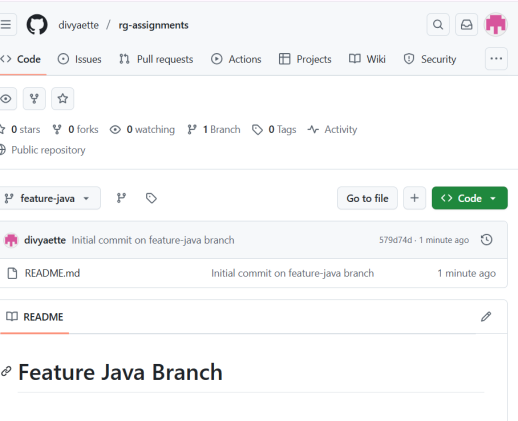 divyaette / rg-assignments
Code Issues Pull requests Actions Projects Wiki Security
0 stars 0 forks 0 watching 1 Branch 0 Tags Activity
Public repository
feature-java Go to file Code
divyaette Initial commit on feature-java branch 579d74d · 1 minute ago
README.md Initial commit on feature-java branch 1 minute ago
README
Feature Java Branch